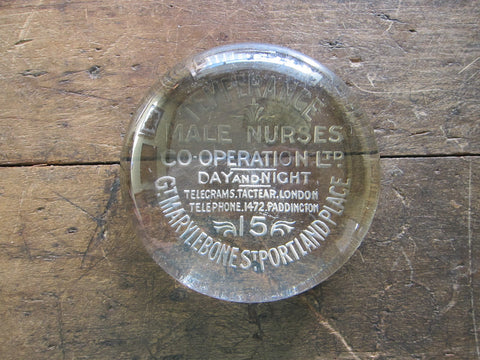 TEMPERANCE
MALE NURSES
CO-OPERATION LTD
DAY AND NIGHT
TELEGRAMS. TACTEAR. LONDON
TELEPHONE. 1472. PADDINGTON
15
GT. MARYLEBONE ST. PORTLAND PLACE